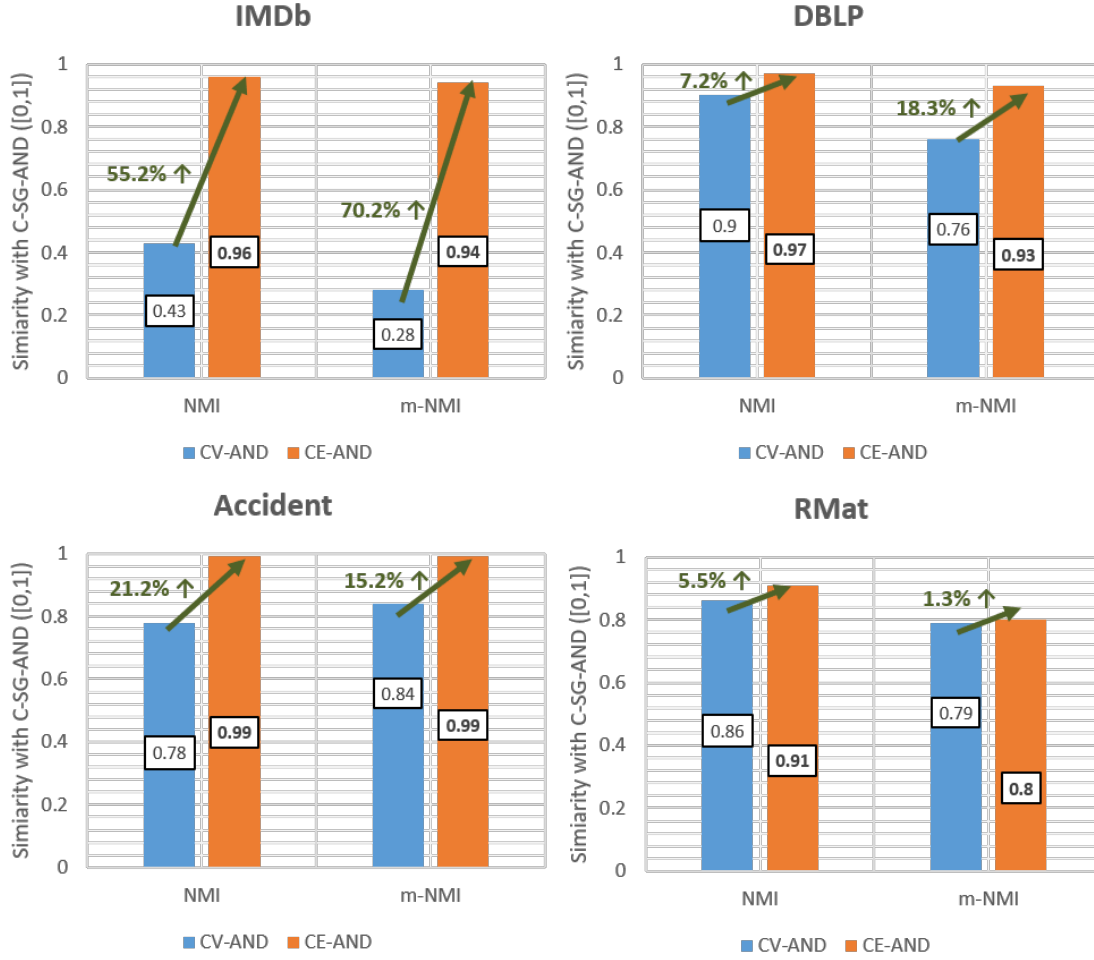 IMDb
Simiarity with C-SG-AND ([0,1])
1
0.8
0.6
0.4
0.2
0
55.2% ↑
70.2% ↑
0.43
0.96
0.28
0.94
NMI
m-NMI
CV-AND CE-AND
DBLP
Simiarity with C-SG-AND ([0,1])
1
0.8
0.6
0.4
0.2
0
7.2% ↑
18.3% ↑
0.9
0.97
0.76
0.93
NMI
m-NMI
CV-AND CE-AND
Accident
Simiarity with C-SG-AND ([0,1])
1
0.8
0.6
0.4
0.2
0
21.2% ↑
15.2% ↑
0.78
0.99
0.84
0.99
NMI
m-NMI
CV-AND CE-AND
RMat
Simiarity with C-SG-AND ([0,1])
1
0.8
0.6
0.4
0.2
0
5.5% ↑
1.3% ↑
0.86
0.91
0.79
0.8
NMI
m-NMI
CV-AND CE-AND